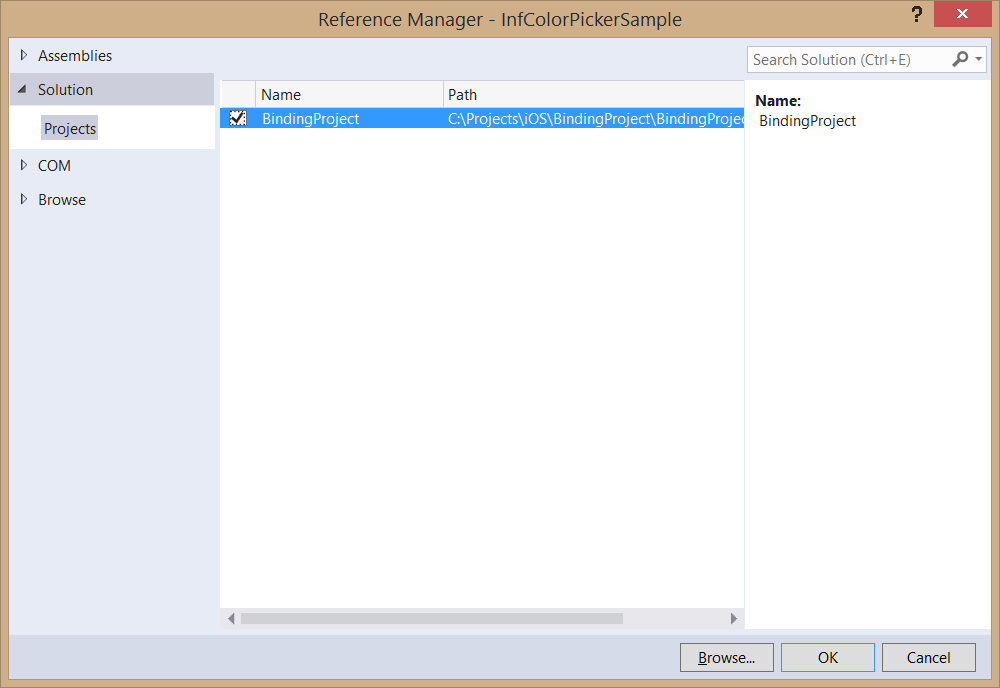 Reference Manager - InfColorPickerSample
?
Assemblies
Search Solution (Ctrl+E)
Solution
Name Path
Name:
BindingProject C:\Projects\iOS\BindingProject\BindingProjec
BindingProject
Projects
COM
Browse
Browse... OK Cancel